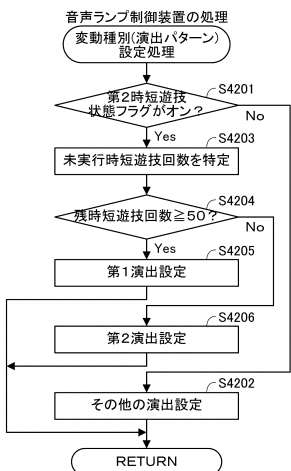 音声ランプ制御装置の処理
変動種別(演出パターン)
設定処理
S4201
第2時短遊技
状態フラグがオン？
No
Yes
S4203
未実行時短遊技回数を特定
S4204
残時短遊技回数≧50？
No
Yes
S4205
第1演出設定
S4206
第2演出設定
S4202
その他の演出設定
RETURN